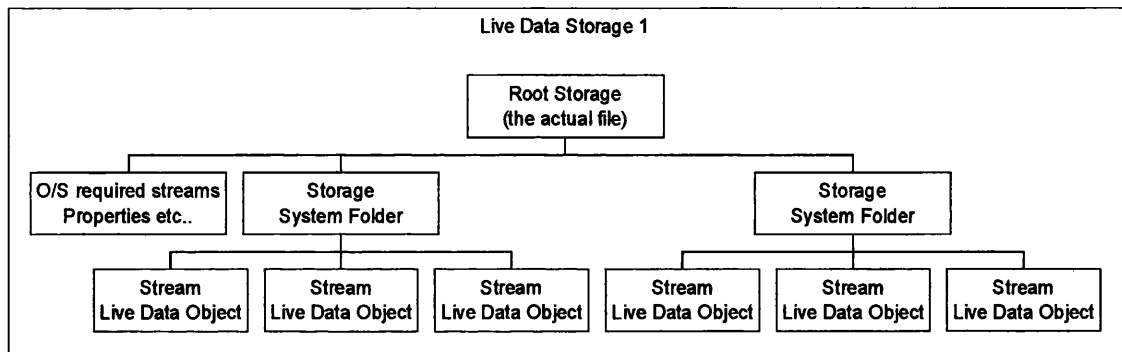 Live Data Storage 1
Root Storage
(the actual file)
O/S required streams
Properties etc..
Storage
System Folder
Storage
System Folder
Stream
Live Data Object
Stream
Live Data Object
Stream
Live Data Object
Stream
Live Data Object
Stream
Live Data Object
Stream
Live Data Object